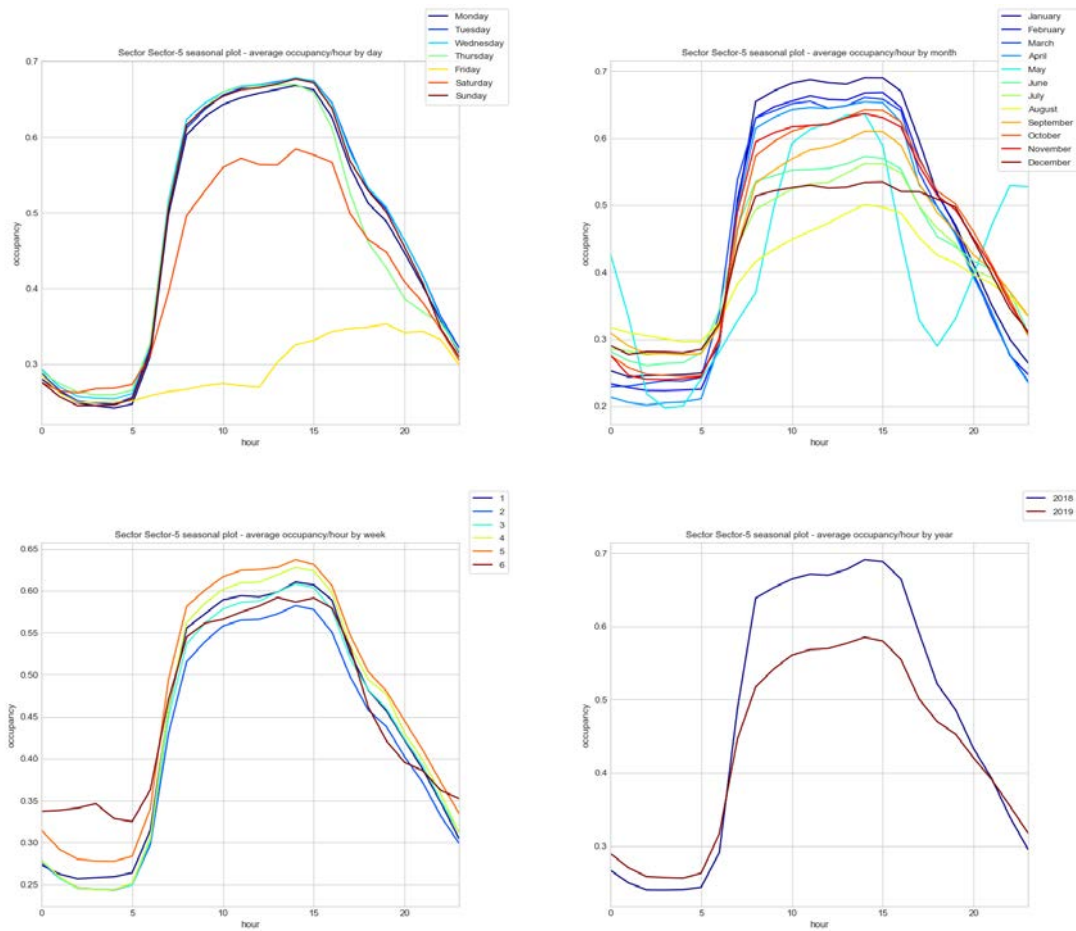 Monday
Tuesday
Wednesday
Thursday
Friday
Saturday
Sunday
Sector Sector-5 seasonal plot - average occupancy/hour by day
0.7
0.6
0.5
0.4
0.3
occupancy
0 5 10 15 20
hour
January
February
March
April
May
June
July
August
September
October
November
December
Sector Sector-5 seasonal plot - average occupancy/hour by month
0.7
0.6
0.5
0.4
0.3
0.2
occupancy
0 5 10 15 20
hour
1
2
3
4
5
6
Sector Sector-5 seasonal plot - average occupancy/hour by week
0.65
0.60
0.55
0.50
0.45
0.40
0.35
0.30
0.25
occupancy
0 5 10 15 20
hour
2018
2019
Sector Sector-5 seasonal plot - average occupancy/hour by year
0.7
0.6
0.5
0.4
0.3
occupancy
0 5 10 15 20
hour